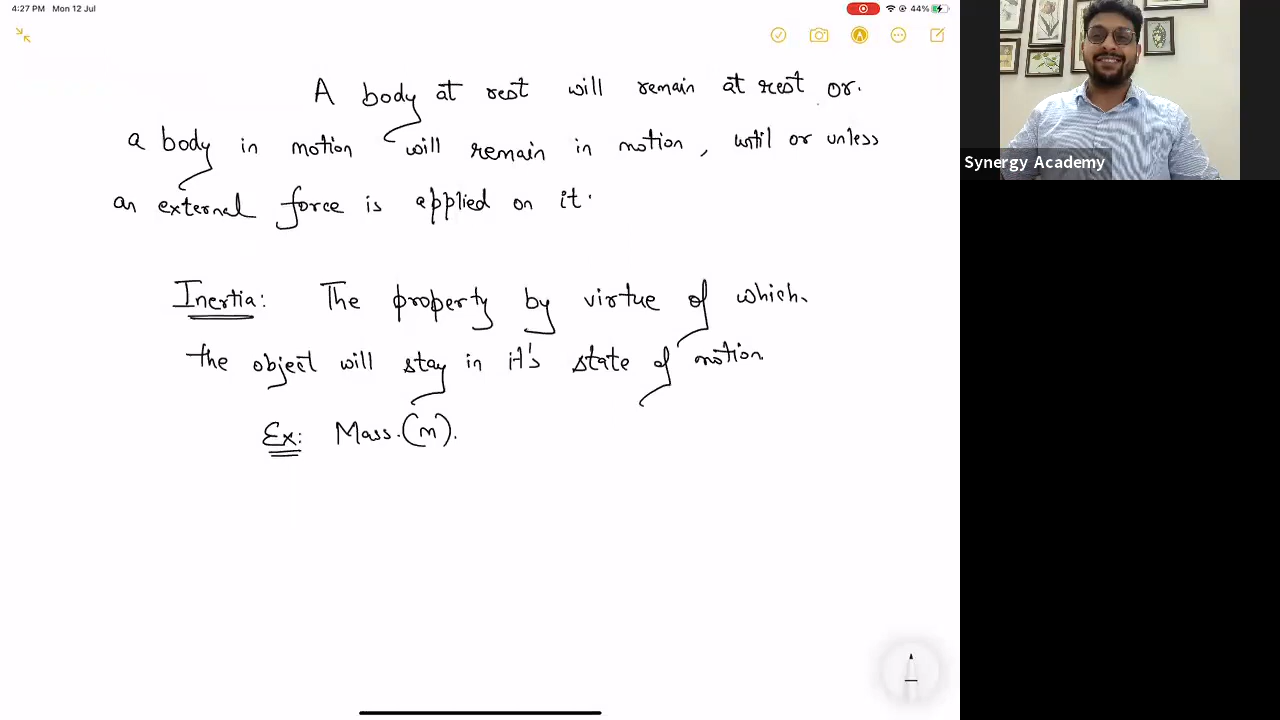 4:27 PM Mon 12 Jul
44%
A body at rest will remain at rest or.
a body in motion will remain in motion, until or unless
an external force is applied on it.
Inertia: The property by virtue of which
the object will stay in it's state of motion
Ex: Mass.(m).
Synergy Academy